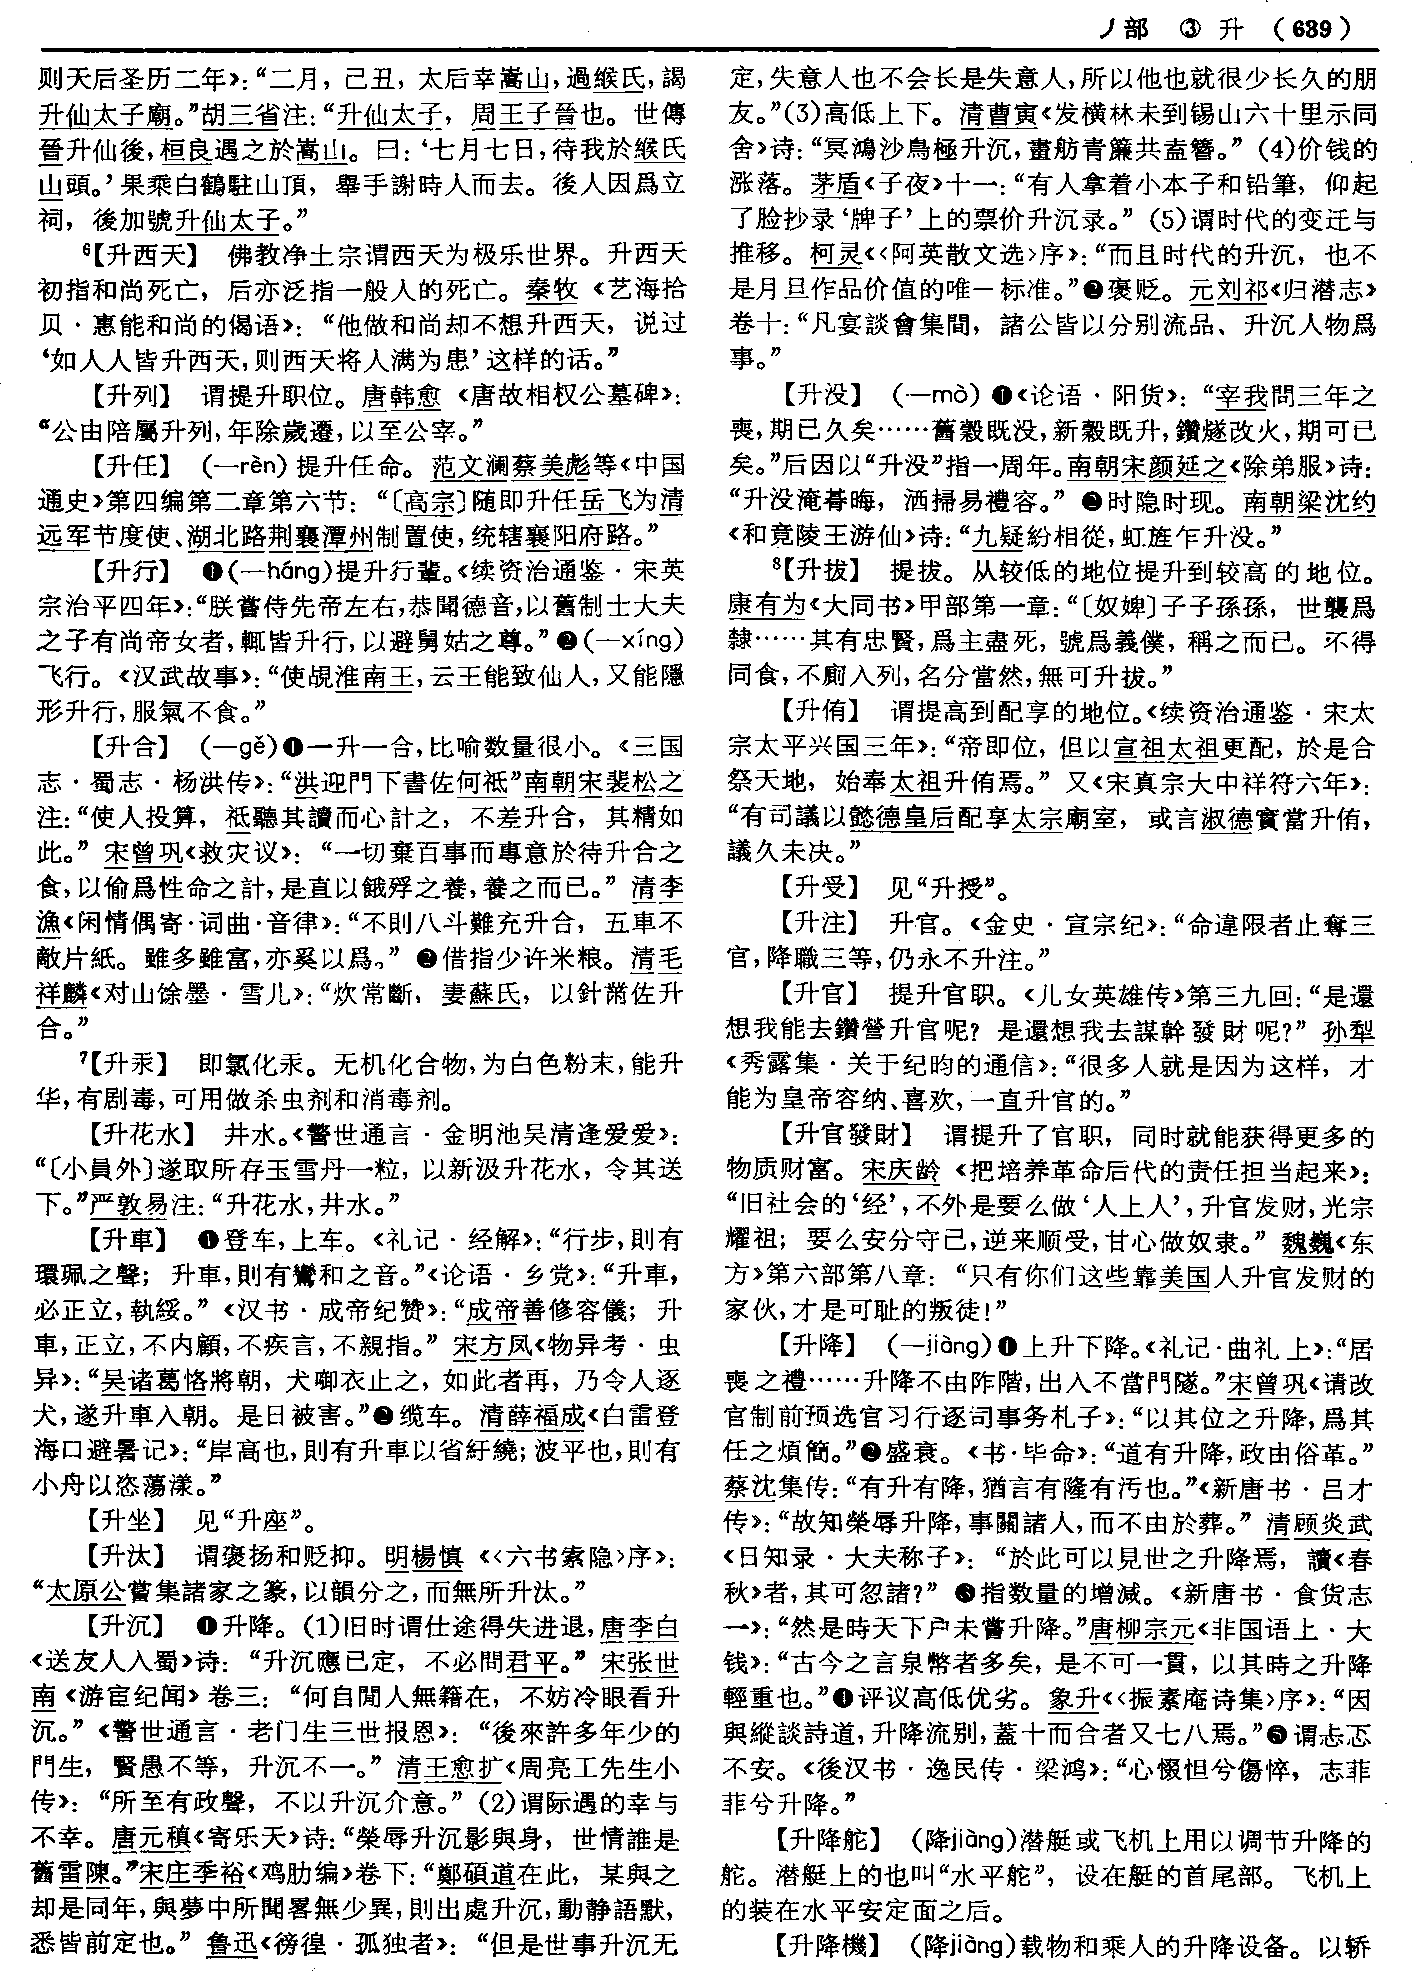 丿部 ③ 升 (639)
则天后圣历二年》：“二月，己丑，太后幸嵩山，過缑氏，謁
升仙太子廟。”胡三省注：“升仙太子，周王子晉也。世傳
晉升仙後，桓良遇之於嵩山。曰：‘七月七日，待我於緱氏
山頭。’果乘白鶴駐山頂，舉手謝時人而去。後人因爲立
祠，後加號升仙太子。”
⁶【升西天】 佛教净土宗谓西天为极乐世界。升西天
初指和尚死亡，后亦泛指一般人的死亡。秦牧《艺海拾
贝·惠能和尚的偈语》：“他做和尚却不想升西天，说过
‘如人人皆升西天，则西天将人满为患’这样的话。”
【升列】 谓提升职位。唐韩愈《唐故相权公墓碑》：
“公由陪屬升列，年除歲遷，以至公宰。”
【升任】 (—rèn)提升任命。范文澜蔡美彪等《中国
通史》第四编第二章第六节：“〔高宗〕随即升任岳飞为清
远军节度使、湖北路荆襄潭州制置使，统辖襄阳府路。”
【升行】 ❶(—háng)提升行輩。《续资治通鉴·宋英
宗治平四年》：“朕嘗侍先帝左右，恭聞德音，以舊制士大夫
之子有尚帝女者，輒皆升行，以避舅姑之尊。”❷(—xíng)
飞行。《汉武故事》：“使覘淮南王，云王能致仙人，又能隱
形升行，服氣不食。”
【升合】 (—gě)❶一升一合，比喻数量很小。《三国
志·蜀志·杨洪传》：“洪迎門下書佐何祗”南朝宋裴松之
注：“使人投算，祗聽其讀而心計之，不差升合，其精如
此。”宋曾巩《救灾议》：“一切棄百事而專意於待升合之
食，以偷爲性命之計，是直以餓殍之養，養之而已。”清李
漁《闲情偶寄·词曲·音律》：“不則八斗難充升合，五車不
敵片紙。雖多雖富，亦奚以爲。”❷借指少许米粮。清毛
祥麟《对山馀墨·雪儿》：“炊常斷，妻蘇氏，以針黹佐升
合。”
⁷【升汞】 即氯化汞。无机化合物，为白色粉末，能升
华，有剧毒，可用做杀虫剂和消毒剂。
【升花水】 井水。《警世通言·金明池吴清逢爱爱》：
“〔小員外〕遂取所存玉雪丹一粒，以新汲升花水，令其送
下。”严敦易注：“升花水，井水。”
【升車】 ❶登车，上车。《礼记·经解》：“行步，則有
環珮之聲；升車，則有鸞和之音。”《论语·乡党》：“升車，
必正立，執綏。”《汉书·成帝纪赞》：“成帝善修容儀；升
車，正立，不内顧，不疾言，不親指。”宋方凤《物异考·虫
异》：“吴诸葛恪將朝，犬啣衣止之，如此者再，乃令人逐
犬，遂升車入朝。是日被害。”❷缆车。清薛福成《白雷登
海口避暑记》：“岸高也，則有升車以省紆繞；波平也，則有
小舟以恣蕩漾。”
【升坐】 见“升座”。
【升汰】 谓褒扬和贬抑。明楊慎《〈六书索隐〉序》：
“太原公嘗集諸家之篆，以韻分之，而無所升汰。”
【升沉】 ❶升降。(1)旧时谓仕途得失进退，唐李白
《送友人入蜀》诗：“升沉應已定，不必問君平。”宋张世
南《游宦纪闻》卷三：“何自閒人無籍在，不妨冷眼看升
沉。”《警世通言·老门生三世报恩》：“後來許多年少的
門生，賢愚不等，升沉不一。”清王愈扩《周亮工先生小
传》：“所至有政聲，不以升沉介意。”(2)谓际遇的幸与
不幸。唐元稹《寄乐天》诗：“榮辱升沉影與身，世情誰是
舊雷陳。”宋庄季裕《鸡肋编》卷下：“鄭碩道在此，某與之
却是同年，與夢中所聞畧無少異，則出處升沉，動静語默，
悉皆前定也。”鲁迅《徬徨·孤独者》：“但是世事升沉无
定，失意人也不会长是失意人，所以他也就很少长久的朋
友。”(3)高低上下。清曹寅《发横林未到锡山六十里示同
舍》诗：“冥鴻沙鳥極升沉，畫舫青簾共盍簪。”(4)价钱的
涨落。茅盾《子夜》十一：“有人拿着小本子和铅筆，仰起
了脸抄录‘牌子’上的票价升沉录。”(5)谓时代的变迁与
推移。柯灵《〈阿英散文选〉序》：“而且时代的升沉，也不
是月旦作品价值的唯一标准。”❷褒贬。元刘祁《归潜志》
卷十：“凡宴談會集間，諸公皆以分别流品、升沉人物爲
事。”
【升没】 (—mò)❶《论语·阳货》：“宰我問三年之
喪，期已久矣……舊穀既没，新穀既升，鑽燧改火，期可已
矣。”后因以“升没”指一周年。南朝宋颜延之《除弟服》诗：
“升没淹朞晦，洒掃易禮容。”❷时隐时现。南朝梁沈约
《和竟陵王游仙》诗：“九疑紛相從，虹旌乍升没。”
⁸【升拔】 提拔。从较低的地位提升到较高的地位。
康有为《大同书》甲部第一章：“〔奴婢〕子子孫孫，世襲爲
隸……其有忠賢，爲主盡死，號爲義僕，稱之而已。不得
同食，不廁入列，名分當然，無可升拔。”
【升侑】 谓提高到配享的地位。《续资治通鉴·宋太
宗太平兴国三年》：“帝即位，但以宣祖太祖更配，於是合
祭天地，始奉太祖升侑焉。”又《宋真宗大中祥符六年》：
“有司議以懿德皇后配享太宗廟室，或言淑德實當升侑，
議久未决。”
【升受】 见“升授”。
【升注】 升官。《金史·宣宗纪》：“命違限者止奪三
官，降職三等，仍永不升注。”
【升官】 提升官职。《儿女英雄传》第三九回：“是還
想我能去鑽營升官呢？是還想我去謀幹發財呢？”孙犁
《秀露集·关于纪昀的通信》：“很多人就是因为这样，才
能为皇帝容纳、喜欢，一直升官的。”
【升官發財】 谓提升了官职，同时就能获得更多的
物质财富。宋庆龄《把培养革命后代的责任担当起来》：
“旧社会的‘经’，不外是要么做‘人上人’，升官发财，光宗
耀祖；要么安分守已，逆来顺受，甘心做奴隶。”魏巍《东
方》第六部第八章：“只有你们这些靠美国人升官发财的
家伙，才是可耻的叛徒！”
【升降】 (—jiàng)❶上升下降。《礼记·曲礼上》：“居
喪之禮……升降不由阼階，出入不當門隧。”宋曾巩《请改
官制前预选官习行逐司事务札子》：“以其位之升降，爲其
任之煩簡。”❷盛衰。《书·毕命》：“道有升降，政由俗革。”
蔡沈集传：“有升有降，猶言有隆有汚也。”《新唐书·吕才
传》：“故知榮辱升降，事關諸人，而不由於葬。”清顾炎武
《日知录·大夫称子》：“於此可以見世之升降焉，讀《春
秋》者，其可忽諸？”❸指数量的增减。《新唐书·食货志
一》：“然是時天下户未嘗升降。”唐柳宗元《非国语上·大
钱》：“古今之言泉幣者多矣，是不可一貫，以其時之升降
輕重也。”❹评议高低优劣。象升《〈振素庵诗集〉序》：“因
與縱談詩道，升降流别，蓋十而合者又七八焉。”❺谓忐忑
不安。《後汉书·逸民传·梁鸿》：“心惙怛兮傷悴，志菲
菲兮升降。”
【升降舵】 (降jiàng)潜艇或飞机上用以调节升降的
舵。潜艇上的也叫“水平舵”，设在艇的首尾部。飞机上
的装在水平安定面之后。
【升降機】 (降jiàng)载物和乘人的升降设备。以轿